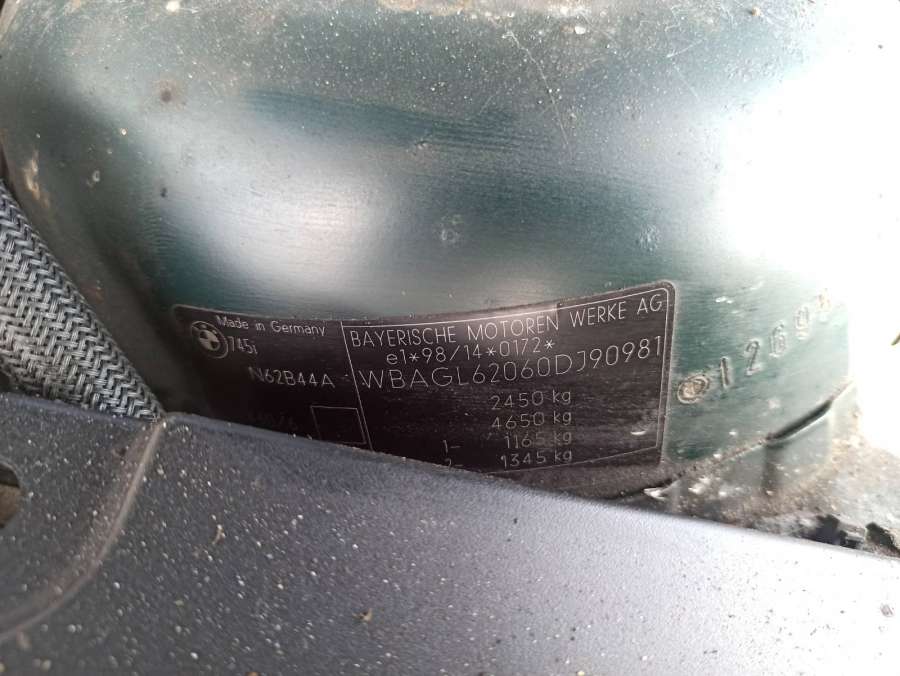 Made in Germany
745i
N62B44A
BAYERISCHE MOTOREN WERKE AG
e1*98/14*0172*
WBAGL62060DJ90981
2450 kg
4650 kg
1- 1165 kg
2- 1345 kg